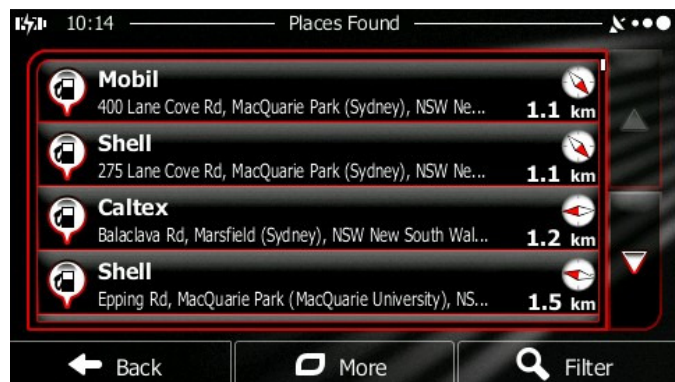 10:14
Places Found
Mobil
400 Lane Cove Rd, MacQuarie Park (Sydney), NSW Ne...
1.1 km
Shell
275 Lane Cove Rd, MacQuarie Park (Sydney), NSW Ne...
1.1 km
Caltex
Balaclava Rd, Marsfield (Sydney), NSW New South Wal...
1.2 km
Shell
Epping Rd, MacQuarie Park (MacQuarie University), NS...
1.5 km
Back
More
Filter